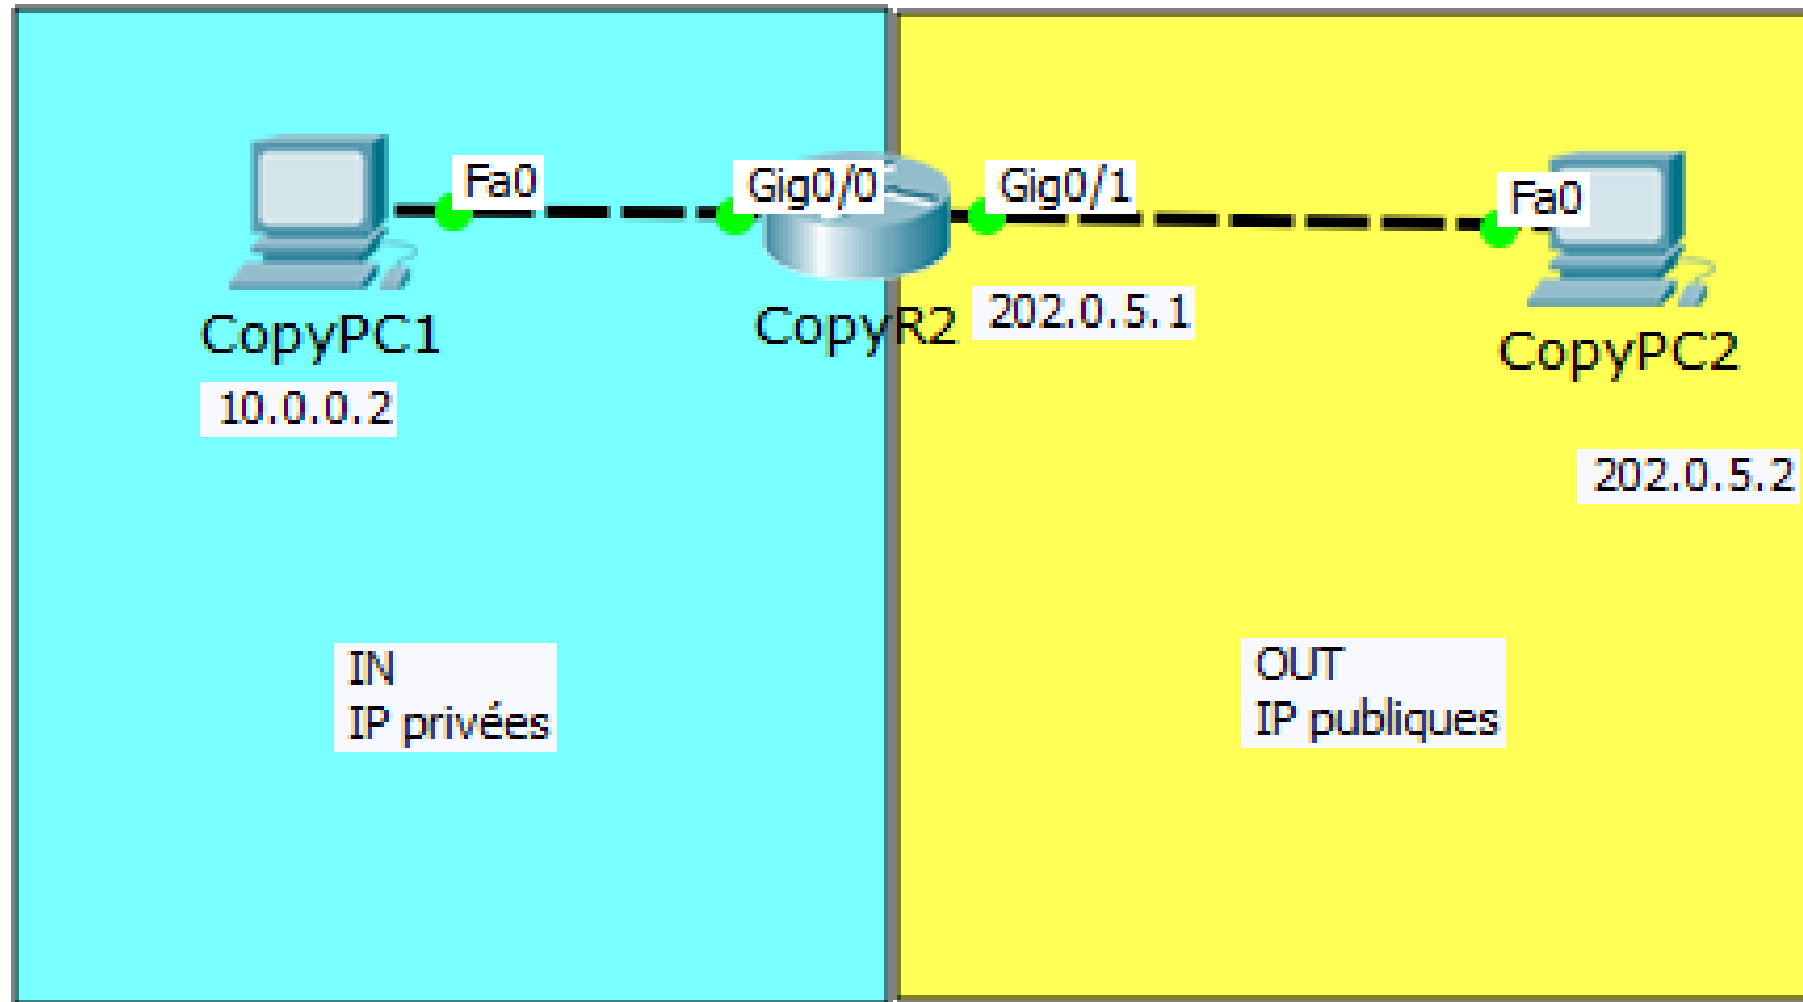 Fa0
Gig0/0
Gig0/1
Fa0
CopyPC1
CopyR2
202.0.5.1
CopyPC2
10.0.0.2
202.0.5.2
IN
IP privées
OUT
IP publiques